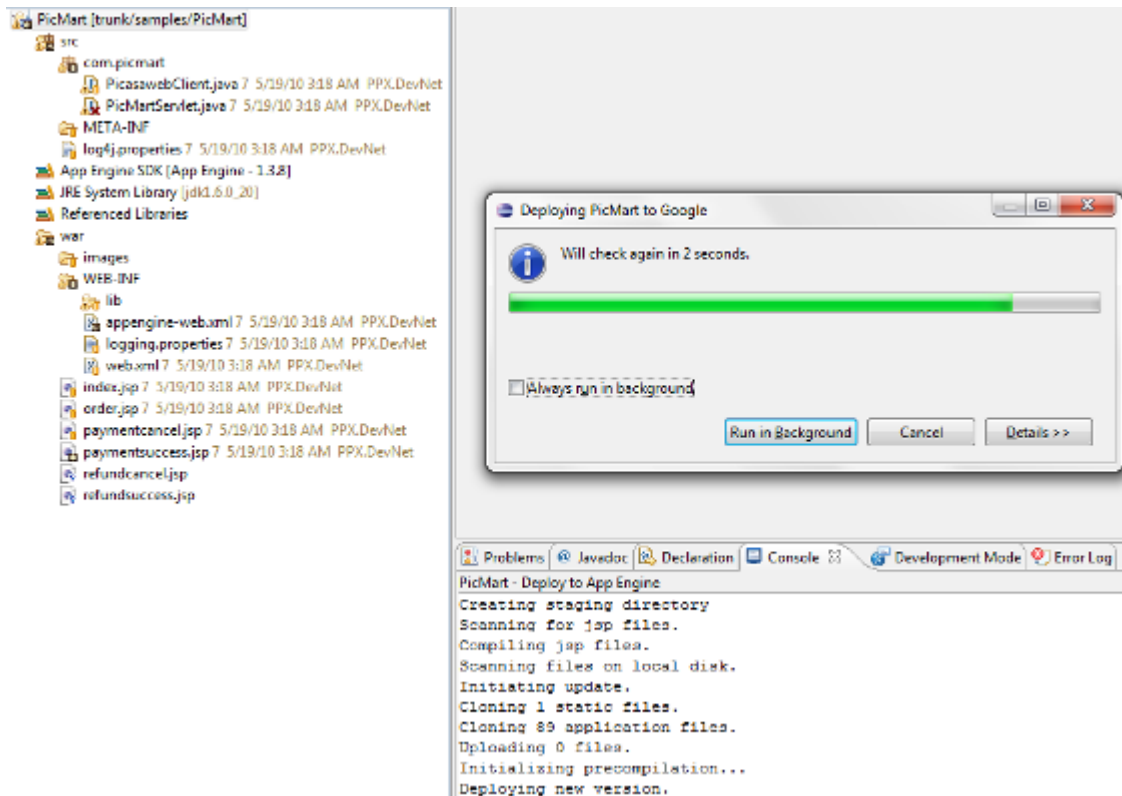 PicMart [trunk/samples/PicMart]
src
com.picmart
PicasawebClient.java 7 5/19/10 3:18 AM PPX.DevNet
PicMartServlet.java 7 5/19/10 3:18 AM PPX.DevNet
META-INF
log4j.properties 7 5/19/10 3:18 AM PPX.DevNet
App Engine SDK [App Engine - 1.3.8]
JRE System Library [jdk1.6.0_20]
Referenced Libraries
war
images
WEB-INF
lib
appengine-web.xml 7 5/19/10 3:18 AM PPX.DevNet
logging.properties 7 5/19/10 3:18 AM PPX.DevNet
web.xml 7 5/19/10 3:18 AM PPX.DevNet
index.jsp 7 5/19/10 3:18 AM PPX.DevNet
order.jsp 7 5/19/10 3:18 AM PPX.DevNet
paymentcancel.jsp 7 5/19/10 3:18 AM PPX.DevNet
paymentsuccess.jsp 7 5/19/10 3:18 AM PPX.DevNet
refundcancel.jsp
refundsuccess.jsp
Deploying PicMart to Google
Will check again in 2 seconds.
Always run in background
Run in Background Cancel Details >>
Problems @ Javadoc Declaration Console Development Mode Error Log
PicMart - Deploy to App Engine
Creating staging directory
Scanning for jsp files.
Compiling jsp files.
Scanning files on local disk.
Initiating update.
Cloning 1 static files.
Cloning 89 application files.
Uploading 0 files.
Initializing precompilation...
Deploying new version.